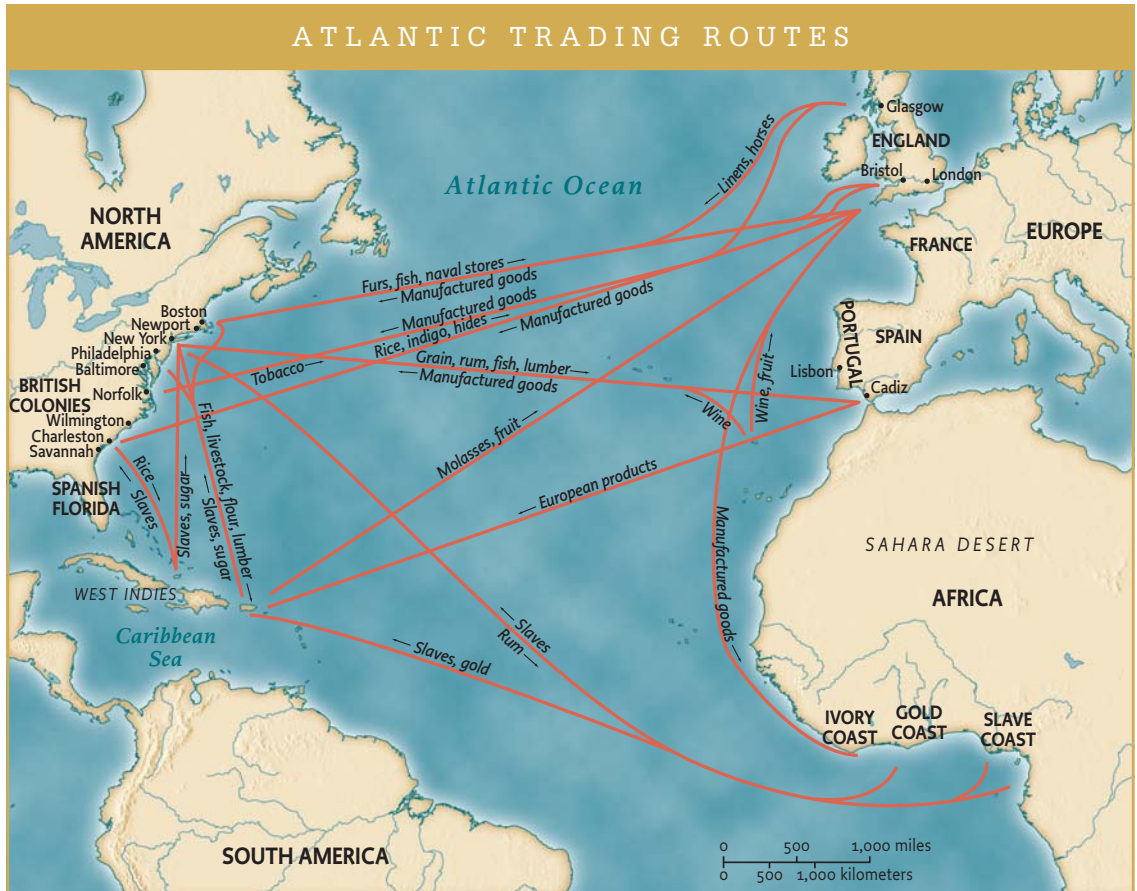 ATLANTIC TRADING ROUTES
Glasgow
ENGLAND
Bristol
London
Linens, horses
Atlantic Ocean
NORTH
AMERICA
FRANCE
EUROPE
Furs, fish, naval stores →
← Manufactured goods
← Manufactured goods
Rice, indigo, hides →
← Manufactured goods
Boston
Newport
New York
Philadelphia
Baltimore
PORTUGAL
SPAIN
Tobacco →
Grain, rum, fish, lumber →
← Manufactured goods
Wine, fruit →
Lisbon
Cadiz
BRITISH
COLONIES
Norfolk
Wilmington
Charleston
Savannah
← Wine
Molasses, fruit →
SPANISH
FLORIDA
Rice →
← Slaves
Slaves, sugar →
Fish, livestock, flour, lumber →
← Slaves, sugar
← European products
Manufactured goods →
SAHARA DESERT
AFRICA
WEST INDIES
Caribbean
Sea
← Slaves
Rum →
← Slaves, gold
IVORY
COAST
GOLD
COAST
SLAVE
COAST
SOUTH AMERICA
0 500 1,000 miles
0 500 1,000 kilometers